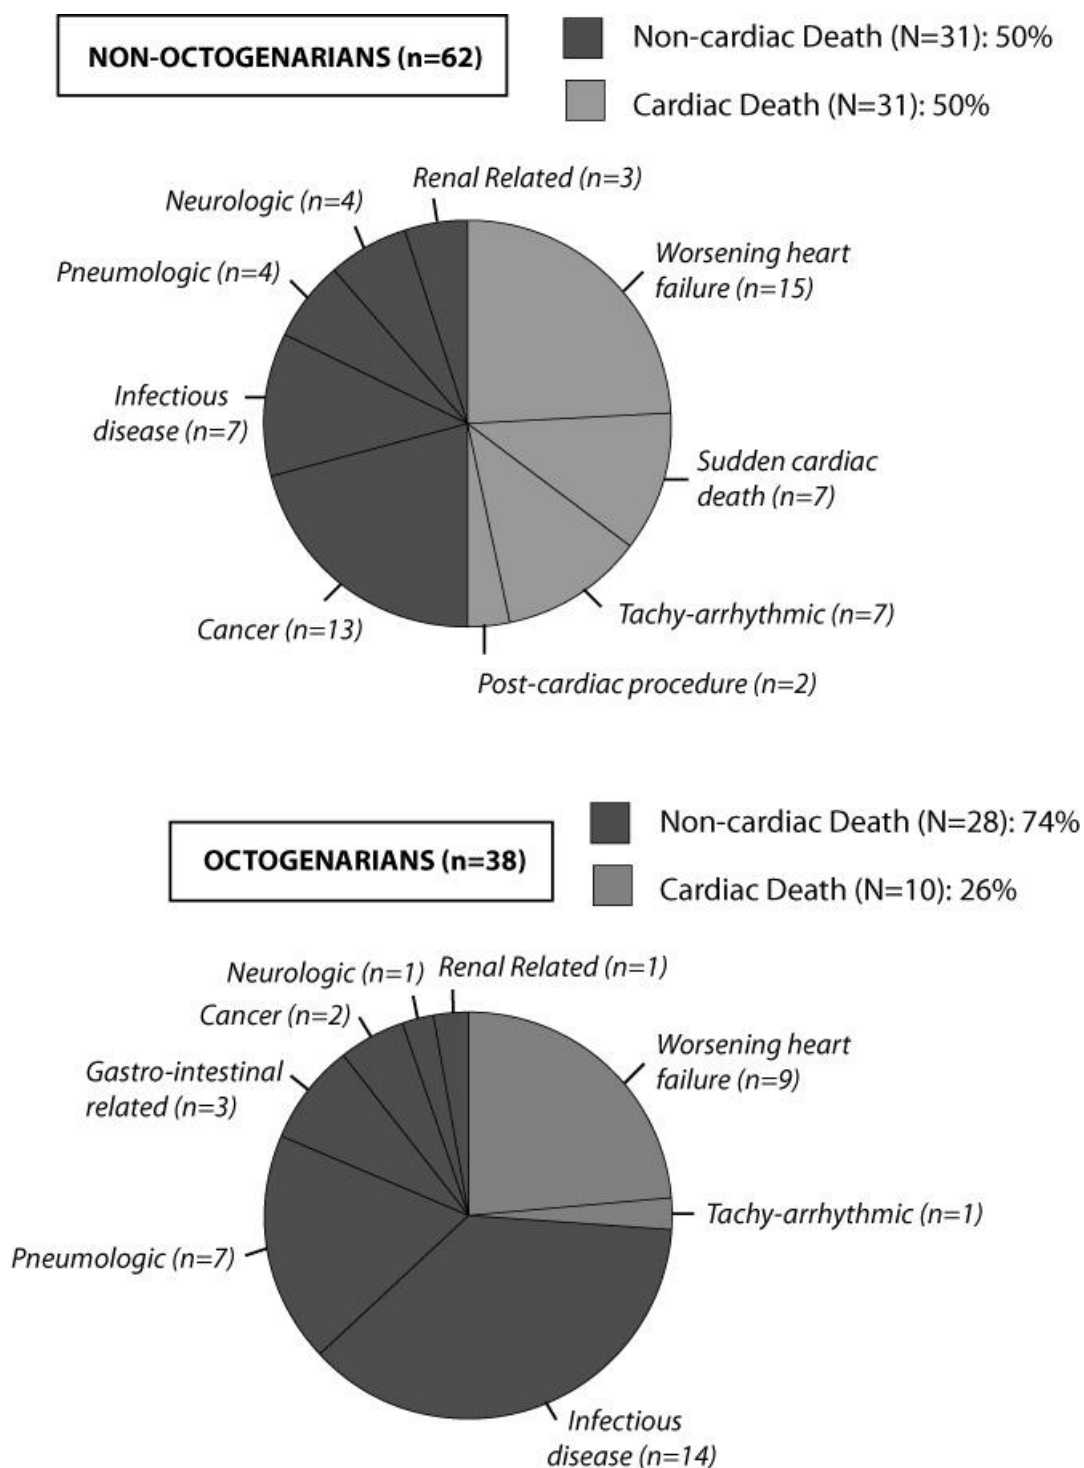 NON-OCTOGENARIANS (n=62)
Non-cardiac Death (N=31): 50%
Cardiac Death (N=31): 50%
Renal Related (n=3)
Neurologic (n=4)
Pneumologic (n=4)
Worsening heart
failure (n=15)
Infectious
disease (n=7)
Sudden cardiac
death (n=7)
Cancer (n=13)
Tachy-arrhythmic (n=7)
Post-cardiac procedure (n=2)
OCTOGENARIANS (n=38)
Non-cardiac Death (N=28): 74%
Cardiac Death (N=10): 26%
Neurologic (n=1)
Renal Related (n=1)
Cancer (n=2)
Gastro-intestinal
related (n=3)
Worsening heart
failure (n=9)
Pneumologic (n=7)
Tachy-arrhythmic (n=1)
Infectious
disease (n=14)